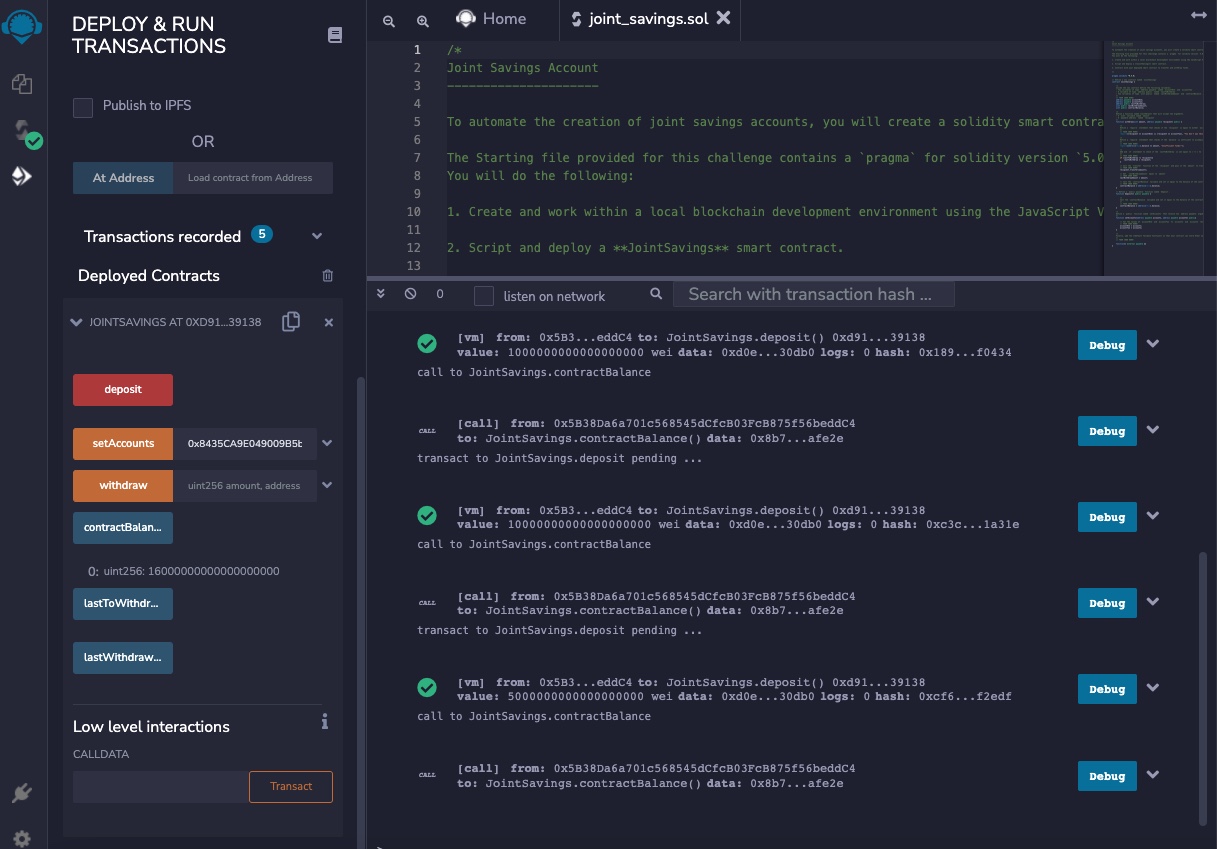 DEPLOY & RUN
TRANSACTIONS
Publish to IPFS
OR
At Address
Load contract from Address
Transactions recorded 5
Deployed Contracts
JOINTSAVINGS AT 0XD91...39138
deposit
setAccounts 0x8435CA9E049009B5b
withdraw uint256 amount, address
contractBalan...
0: uint256: 16000000000000000000
lastToWithdr...
lastWithdraw...
Low level interactions
CALLDATA
Transact
Home
joint_savings.sol
1 /*
2 Joint Savings Account
3 ---------------------
4
5 To automate the creation of joint savings accounts, you will create a solidity smart contra
6
7 The Starting file provided for this challenge contains a `pragma` for solidity version `5.0
8 You will do the following:
9
10 1. Create and work within a local blockchain development environment using the JavaScript V
11
12 2. Script and deploy a **JointSavings** smart contract.
13
0 listen on network Search with transaction hash ...
[vm] from: 0x5B3...eddC4 to: JointSavings.deposit() 0xd91...39138
value: 1000000000000000000 wei data: 0xd0e...30db0 logs: 0 hash: 0x189...f0434
Debug
call to JointSavings.contractBalance
CALL [call] from: 0x5B38Da6a701c568545dCfcB03FcB875f56beddC4
to: JointSavings.contractBalance() data: 0x8b7...afe2e
Debug
transact to JointSavings.deposit pending ...
[vm] from: 0x5B3...eddC4 to: JointSavings.deposit() 0xd91...39138
value: 10000000000000000000 wei data: 0xd0e...30db0 logs: 0 hash: 0xc3c...1a31e
Debug
call to JointSavings.contractBalance
CALL [call] from: 0x5B38Da6a701c568545dCfcB03FcB875f56beddC4
to: JointSavings.contractBalance() data: 0x8b7...afe2e
Debug
transact to JointSavings.deposit pending ...
[vm] from: 0x5B3...eddC4 to: JointSavings.deposit() 0xd91...39138
value: 5000000000000000000 wei data: 0xd0e...30db0 logs: 0 hash: 0xcf6...f2edf
Debug
call to JointSavings.contractBalance
CALL [call] from: 0x5B38Da6a701c568545dCfcB03FcB875f56beddC4
to: JointSavings.contractBalance() data: 0x8b7...afe2e
Debug